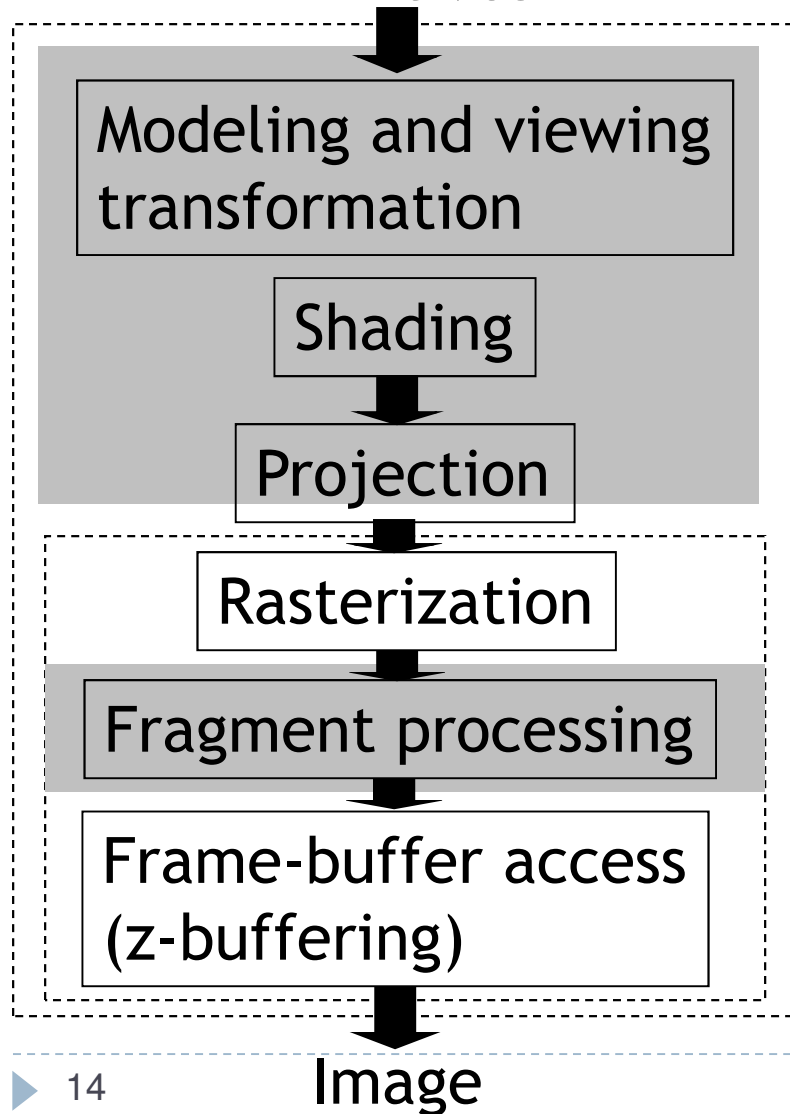 Modeling and viewing
transformation
Shading
Projection
Rasterization
Fragment processing
Frame-buffer access
(z-buffering)
14
Image